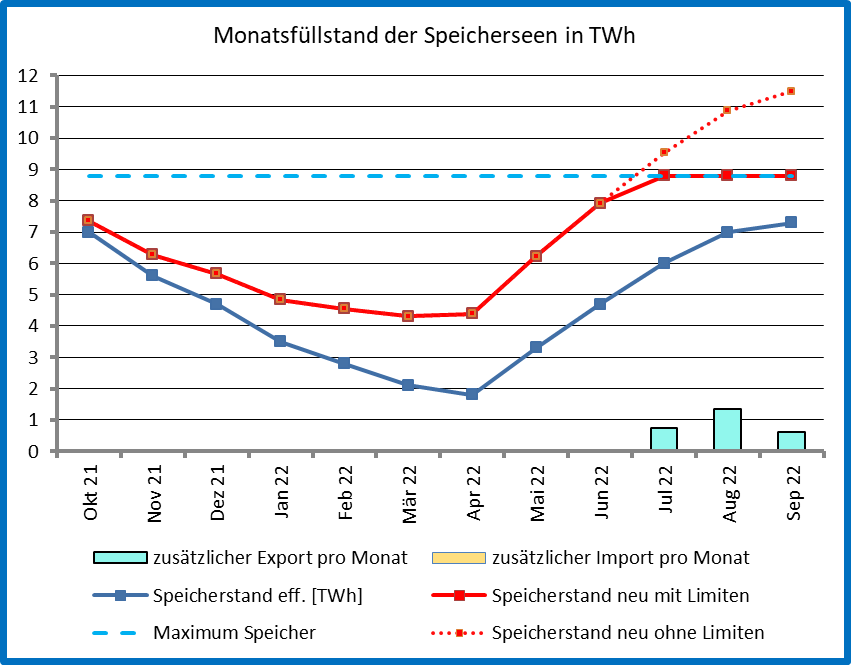 Monatsfüllstand der Speicherseen in TWh
12
11
10
9
8
7
6
5
4
3
2
1
0
Okt 21
Nov 21
Dez 21
Jan 22
Feb 22
Mär 22
Apr 22
Mai 22
Jun 22
Jul 22
Aug 22
Sep 22
zusätzlicher Export pro Monat
zusätzlicher Import pro Monat
Speicherstand eff. [TWh]
Speicherstand neu mit Limiten
Maximum Speicher
Speicherstand neu ohne Limiten